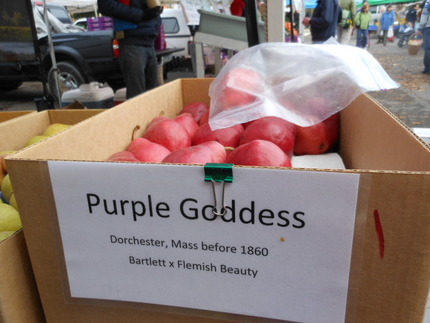 Purple Goddess
Dorchester, Mass before 1860
Bartlett x Flemish Beauty